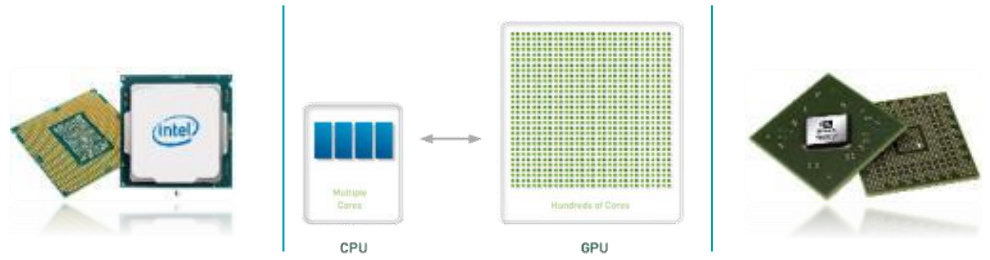 intel
Multiple
Cores
CPU
Hundreds of Cores
GPU